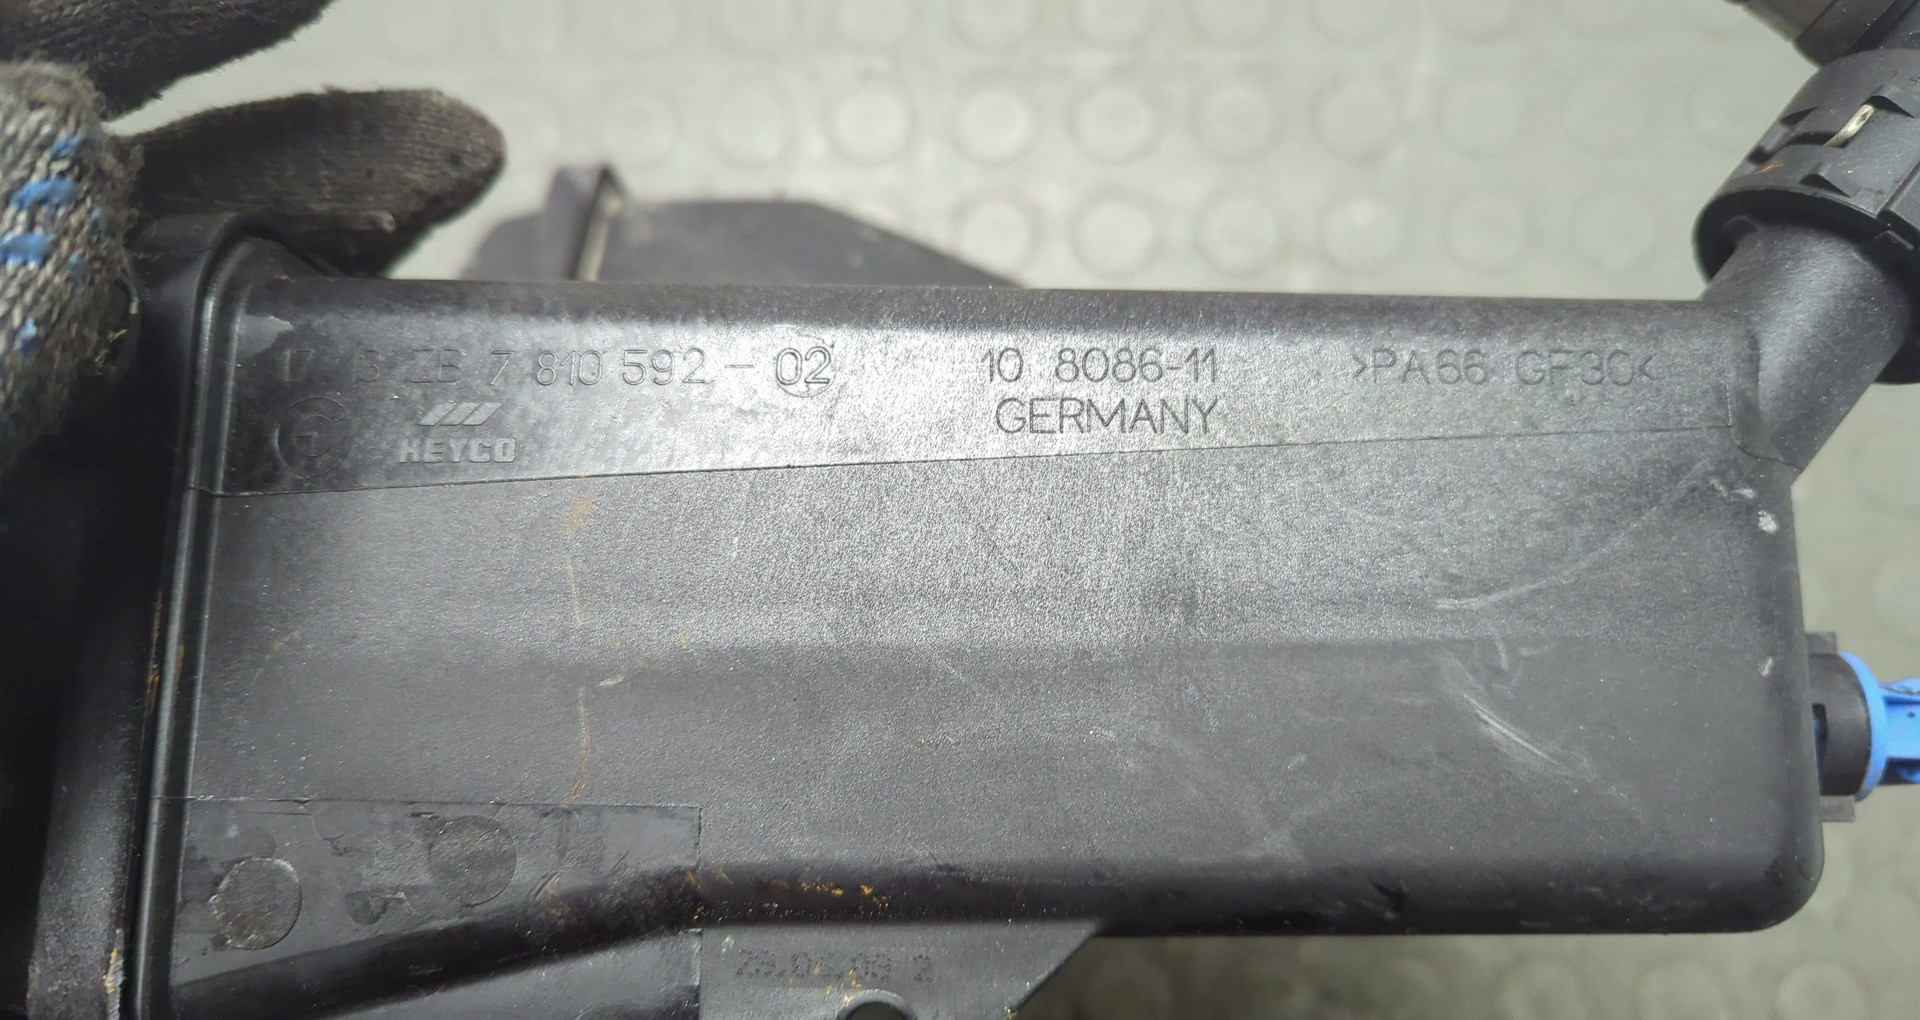 17 13 ZB 7 810 592 - 02 10 8086-11 >PA66 GF30<
HEYCO GERMANY